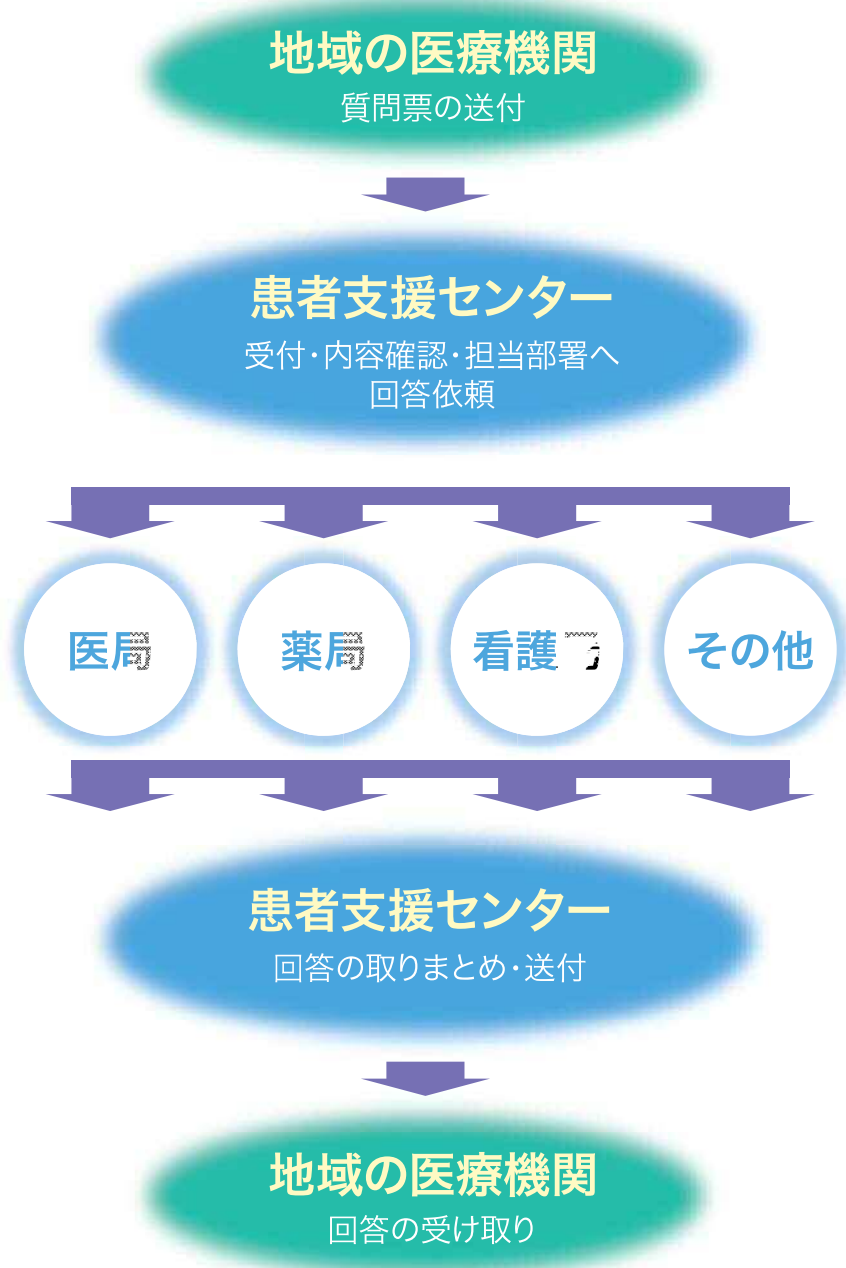 地域の医療機関
質問票の送付
患者支援センター
受付・内容確認・担当部署へ
回答依頼
医局
薬局
看護
その他
患者支援センター
回答の取りまとめ・送付
地域の医療機関
回答の受け取り